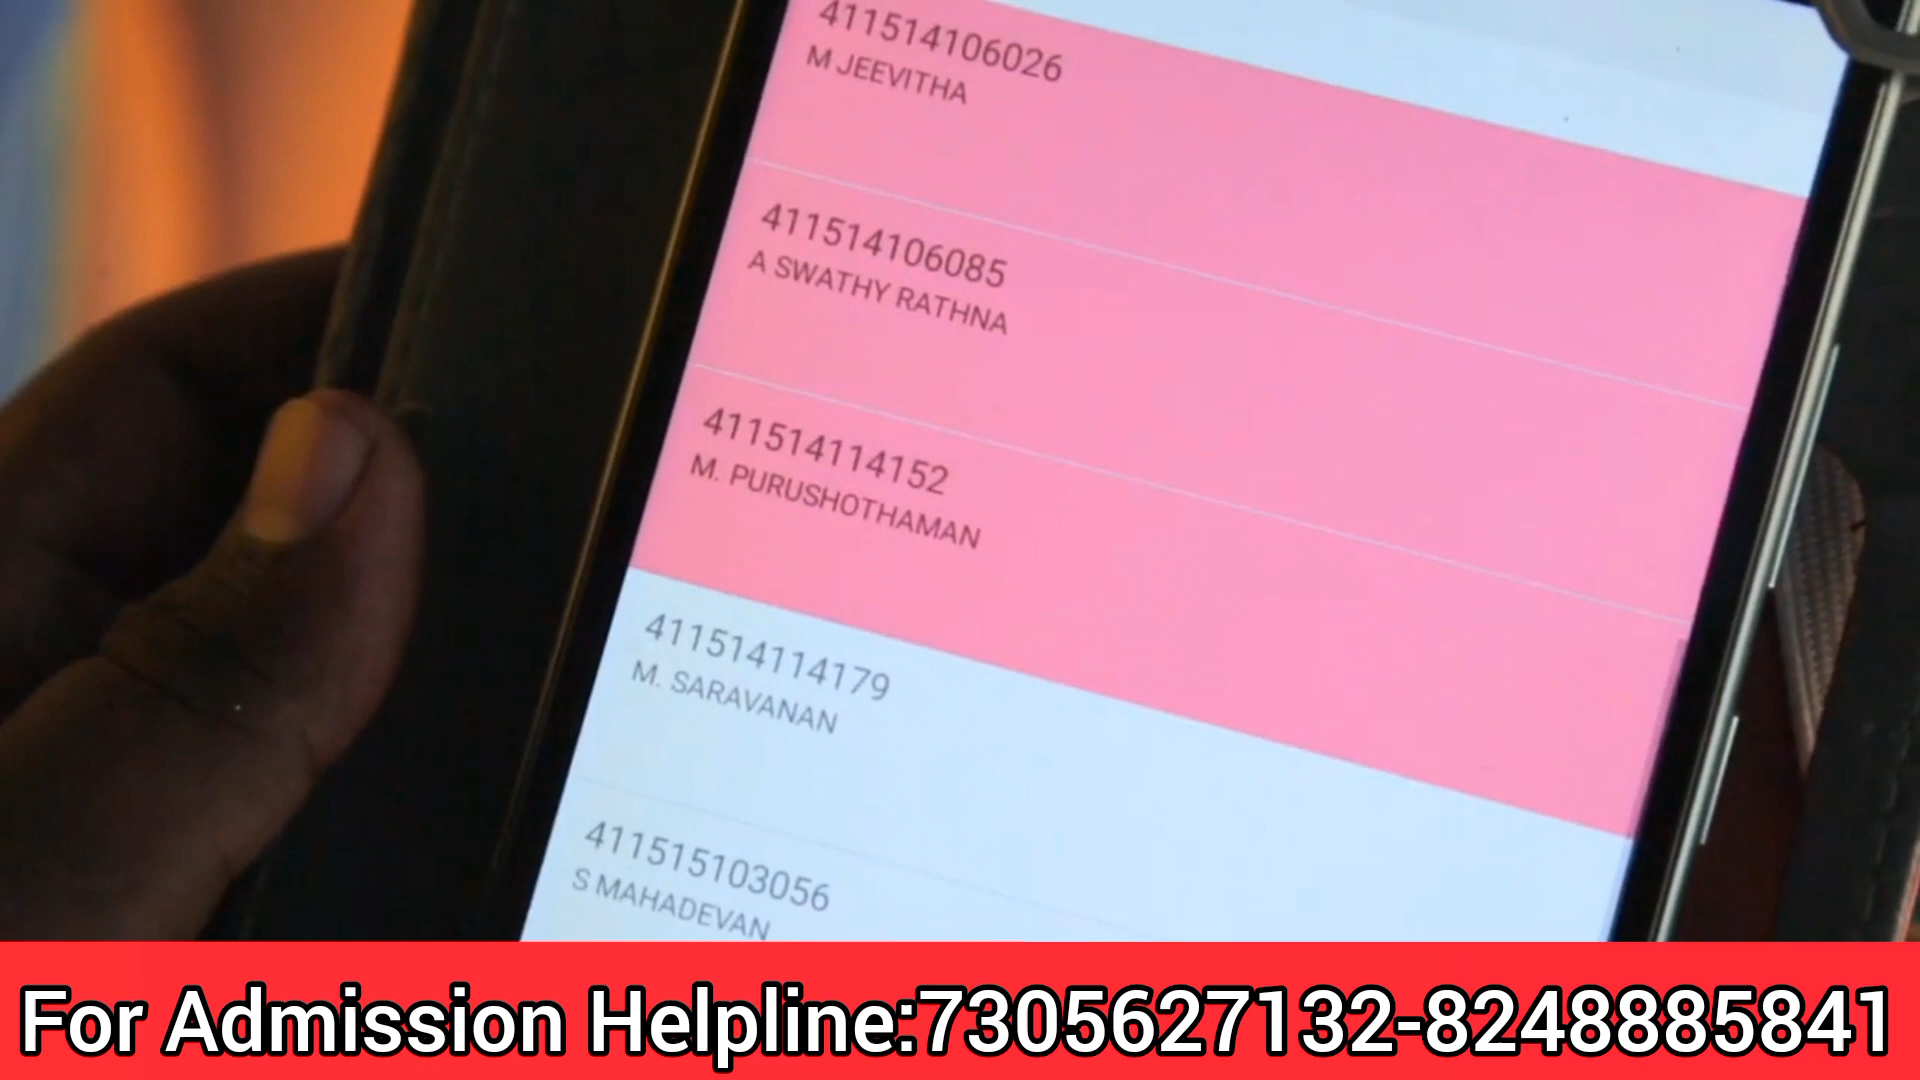 411514106026
M JEEVITHA
411514106085
A SWATHY RATHNA
411514114152
M. PURUSHOTHAMAN
411514114179
M. SARAVANAN
411515103056
S MAHADEVAN
For Admission Helpline:7305627132-8248885841